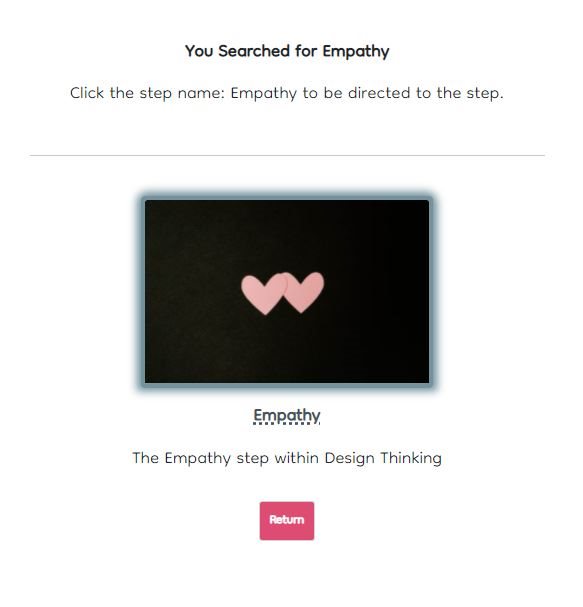 You Searched for Empathy
Click the step name: Empathy to be directed to the step.
Empathy
The Empathy step within Design Thinking
Return